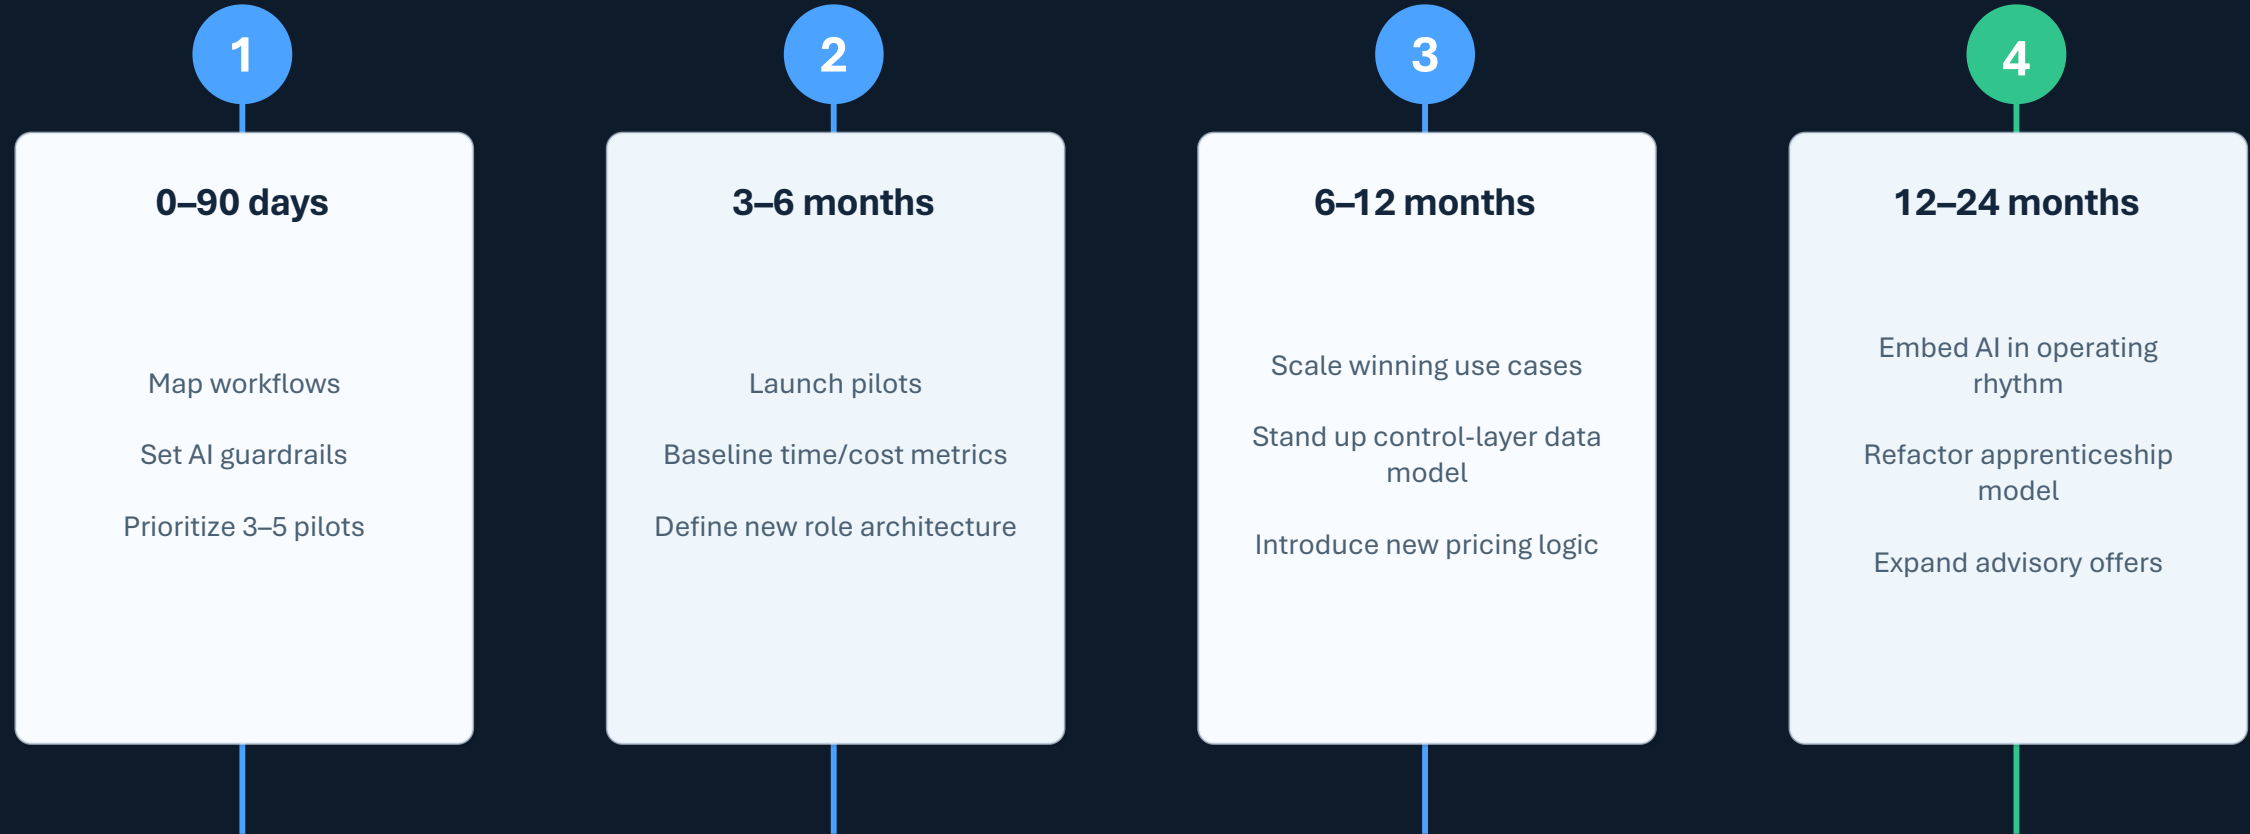 1
0–90 days
Map workflows
Set AI guardrails
Prioritize 3–5 pilots
2
3–6 months
Launch pilots
Baseline time/cost metrics
Define new role architecture
3
6–12 months
Scale winning use cases
Stand up control-layer data
model
Introduce new pricing logic
4
12–24 months
Embed AI in operating
rhythm
Refactor apprenticeship
model
Expand advisory offers